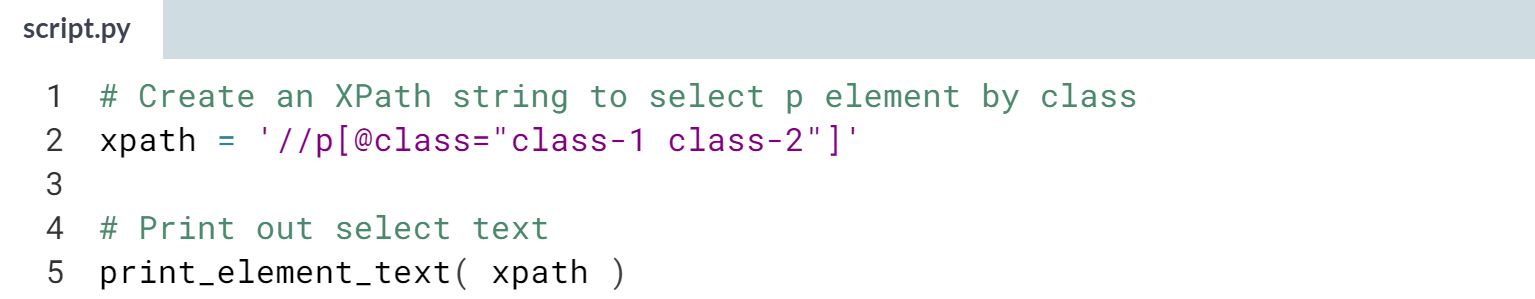 script.py
1 # Create an XPath string to select p element by class
2 xpath = '//p[@class="class-1 class-2"]'
3
4 # Print out select text
5 print_element_text( xpath )